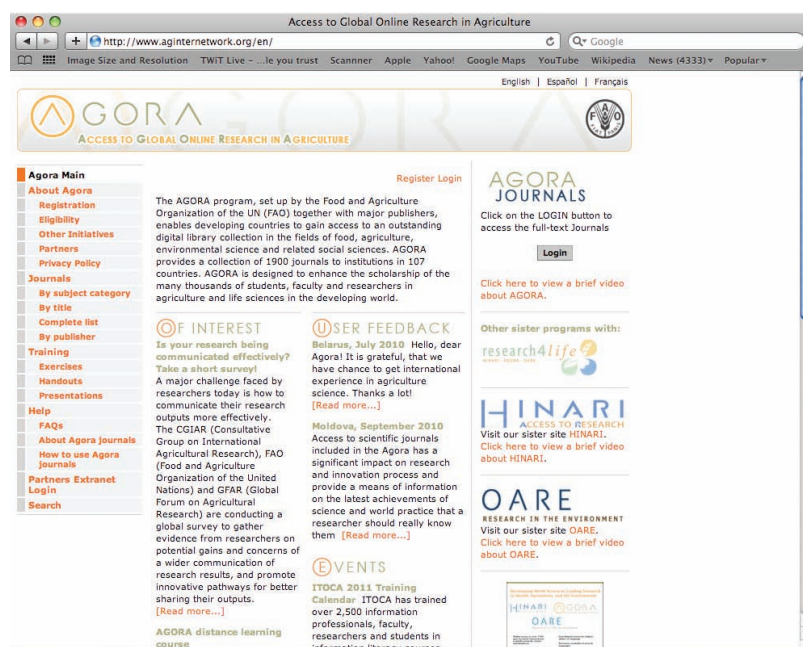 Access to Global Online Research in Agriculture
http://www.aginternetwork.org/en/
Google
Image Size and Resolution TWiT Live – ...le you trust Scannner Apple Yahoo! Google Maps YouTube Wikipedia News (4333) Popular
English | Español | Français
AGORA
ACCESS TO GLOBAL ONLINE RESEARCH IN AGRICULTURE
FAO
FIAT PANIS
Agora Main
About Agora
Registration
Eligibility
Other Initiatives
Partners
Privacy Policy
Journals
By subject category
By title
Complete list
By publisher
Training
Exercises
Handouts
Presentations
Help
FAQs
About Agora journals
How to use Agora
journals
Partners Extranet
Login
Search
Register Login
The AGORA program, set up by the Food and Agriculture
Organization of the UN (FAO) together with major publishers,
enables developing countries to gain access to an outstanding
digital library collection in the fields of food, agriculture,
environmental science and related social sciences. AGORA
provides a collection of 1900 journals to institutions in 107
countries. AGORA is designed to enhance the scholarship of the
many thousands of students, faculty and researchers in
agriculture and life sciences in the developing world.
OF INTEREST
Is your research being
communicated effectively?
Take a short survey!
A major challenge faced by
researchers today is how to
communicate their research
outputs more effectively.
The CGIAR (Consultative
Group on International
Agricultural Research), FAO
(Food and Agriculture
Organization of the United
Nations) and GFAR (Global
Forum on Agricultural
Research) are conducting a
global survey to gather
evidence from researchers on
potential gains and concerns of
a wider communication of
research results, and promote
innovative pathways for better
sharing their outputs.
[Read more...]
AGORA distance learning
course
USER FEEDBACK
Belarus, July 2010 Hello, dear
Agora! It is grateful, that we
have chance to get international
experience in agriculture
science. Thanks a lot!
[Read more...]
Moldova, September 2010
Access to scientific journals
included in the Agora has a
significant impact on research
and innovation process and
provide a means of information
on the latest achievements of
science and world practice that a
researcher should really know
them [Read more...]
EVENTS
ITOCA 2011 Training
Calendar ITOCA has trained
over 2,500 information
professionals, faculty,
researchers and students in
information literacy courses
AGORA
JOURNALS
Click on the LOGIN button to
access the full-text Journals
Login
Click here to view a brief video
about AGORA.
Other sister programs with:
research4life
HINARI
ACCESS TO RESEARCH
Visit our sister site HINARI.
Click here to view a brief video
about HINARI.
OARE
RESEARCH IN THE ENVIRONMENT
Visit our sister site OARE.
Click here to view a brief video
about OARE.
HINARI AGORA
OARE